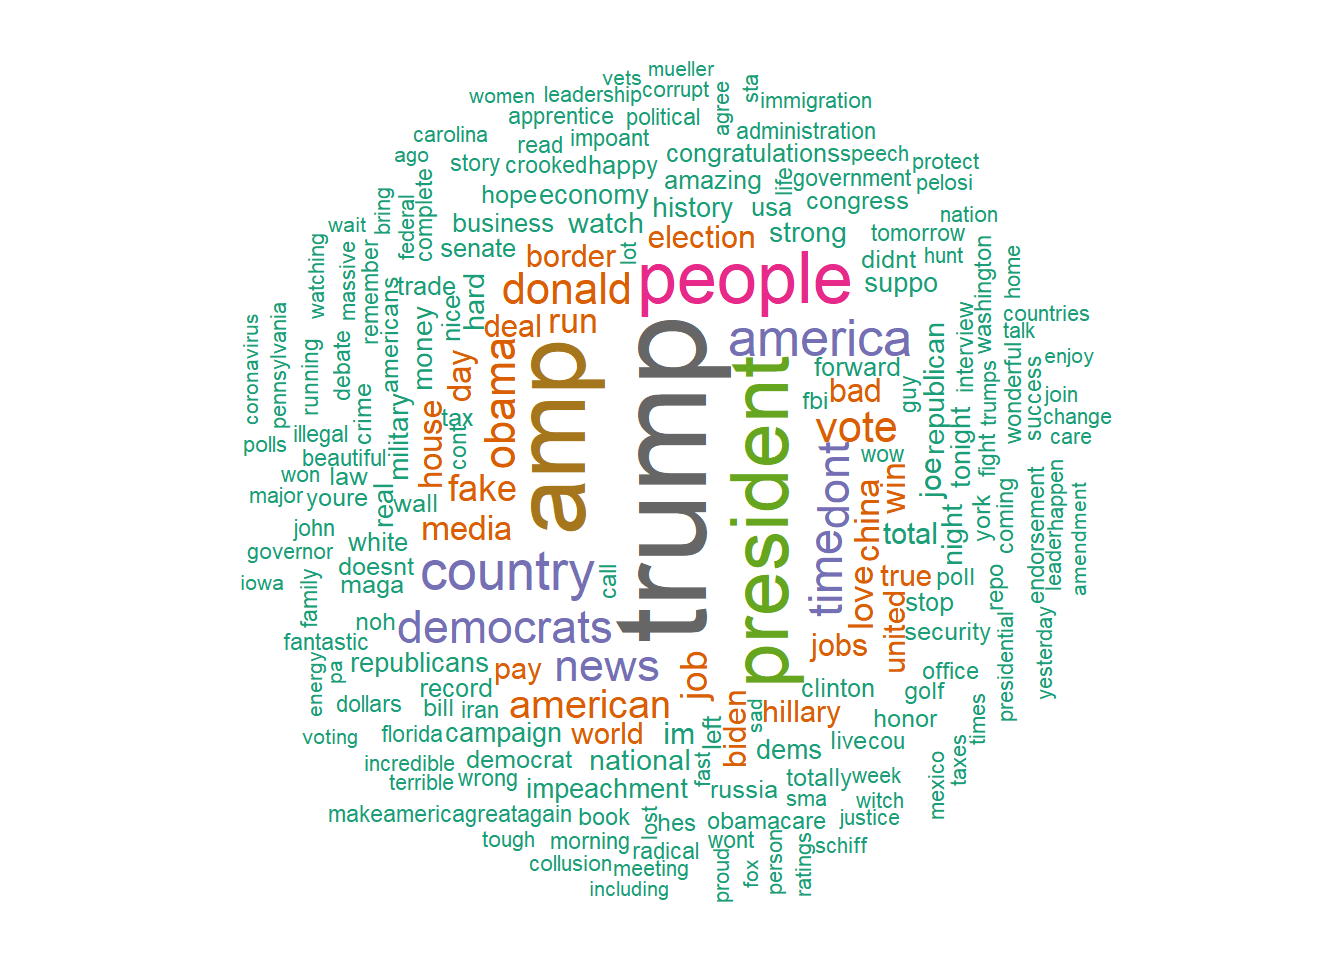 mueller
vets
sta
women
leadership
corrupt
agree
immigration
apprentice
political
administration
carolina
read
impoant
congratulations
speech
protect
ago
story
crooked
happy
amazing
life
government
pelosi
complete
federal
bring
hope
economy
history
usa
congress
nation
wait
business
watch
election
strong
tomorrow
watching
massive
remember
senate
border
lot
people
didnt
hunt
washington
home
trade
hard
donald
suppo
americans
nice
money
deal
run
america
interview
countries
talk
coronavirus
pennsylvania
running
debate
day
obama
amp
trump
president
forward
republican
trumps
wonderful
enjoy
crime
military
house
tax
cont
fbi
bad
guy
success
join
illegal
vote
joe
tonight
fight
change
polls
beautiful
wow
care
won
law
fake
dont
win
major
youre
real
wall
china
night
york
coming
endorsement
leader
happen
amendment
john
media
total
governor
white
doesnt
country
call
time
love
true
poll
repo
iowa
maga
stop
family
noh
democrats
united
security
presidential
yesterday
fantastic
jobs
energy
pa
republicans
pay
news
job
office
record
clinton
golf
dollars
bill
iran
american
biden
sad
hillary
honor
times
voting
florida
campaign
world
im
left
live
cou
taxes
incredible
democrat
national
dems
terrible
wrong
fast
totally
week
mexico
impeachment
russia
sma
witch
makeamericagreatagain
book
lost
hes
obamacare
justice
tough
morning
radical
wont
schiff
collusion
meeting
proud
fox
person
ratings
including